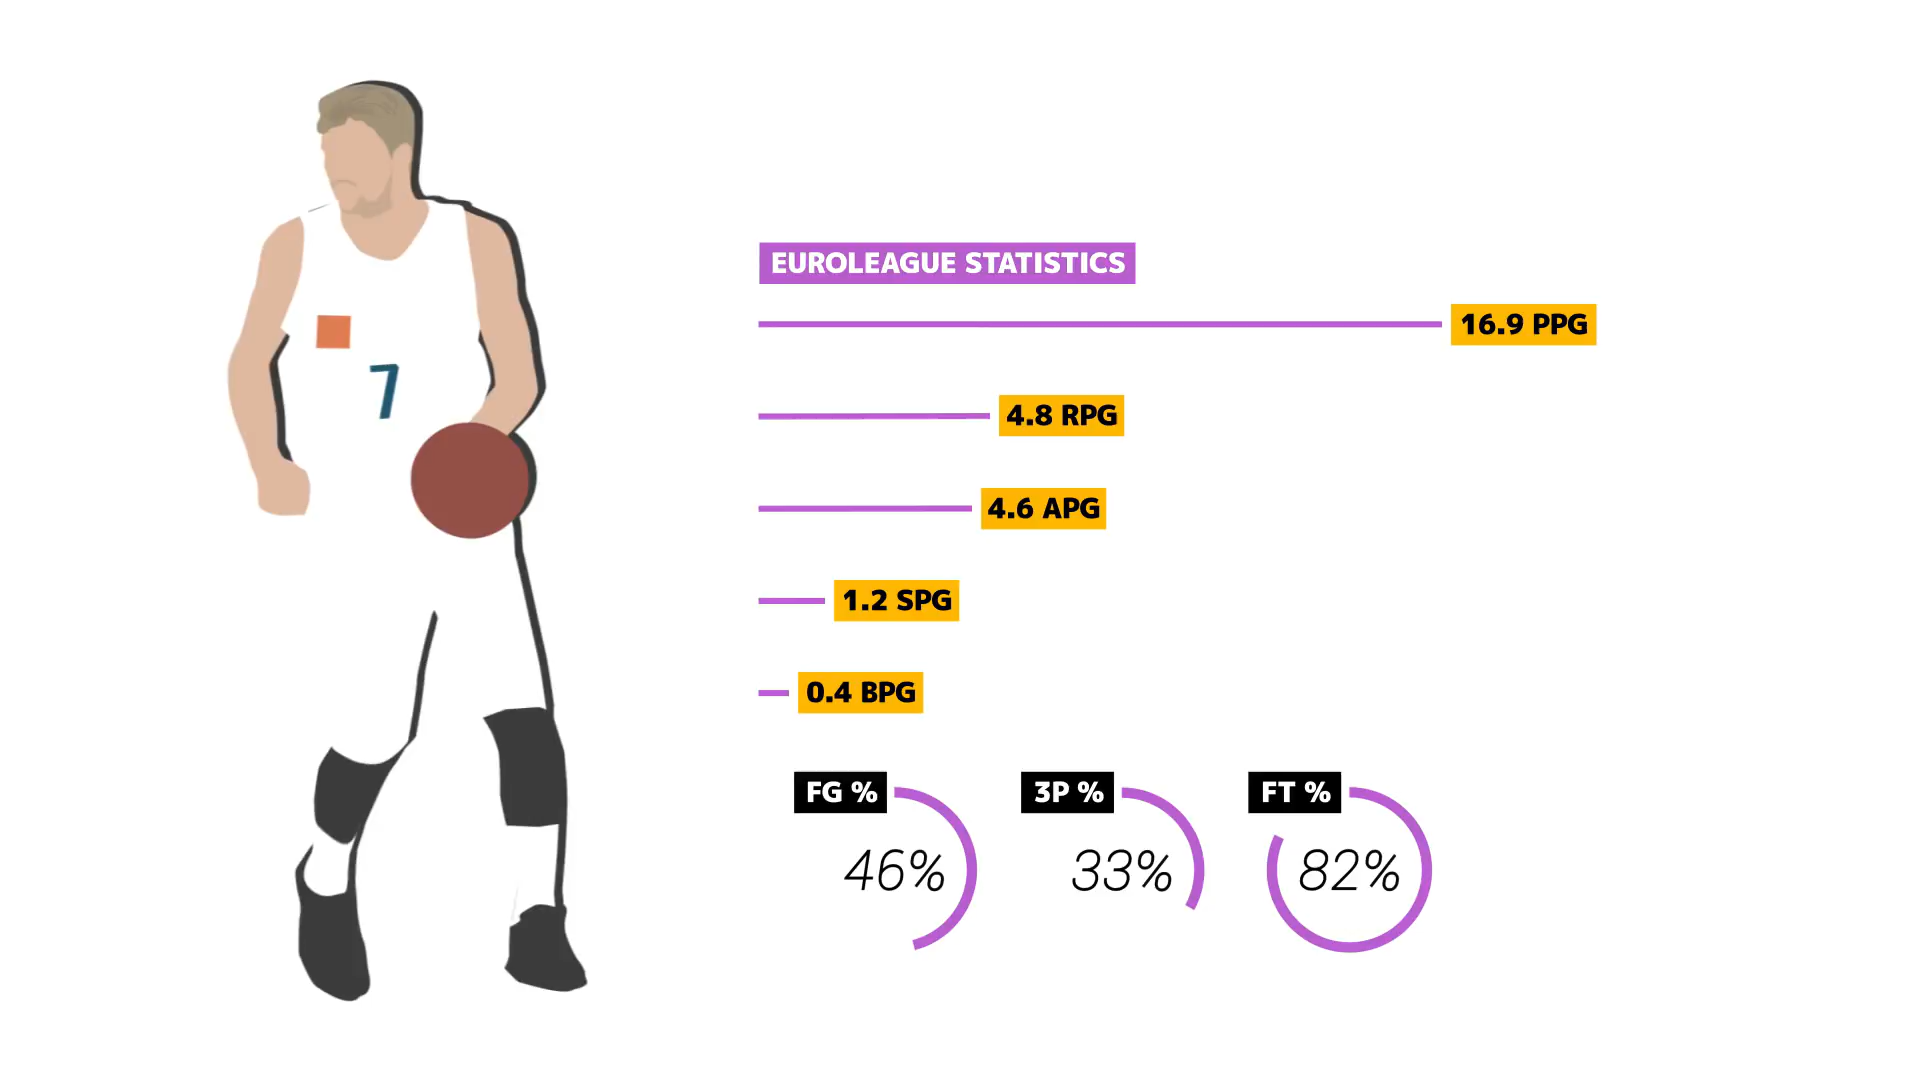 7
EUROLEAGUE STATISTICS
16.9 PPG
4.8 RPG
4.6 APG
1.2 SPG
0.4 BPG
FG %
46%
3P %
33%
FT %
82%